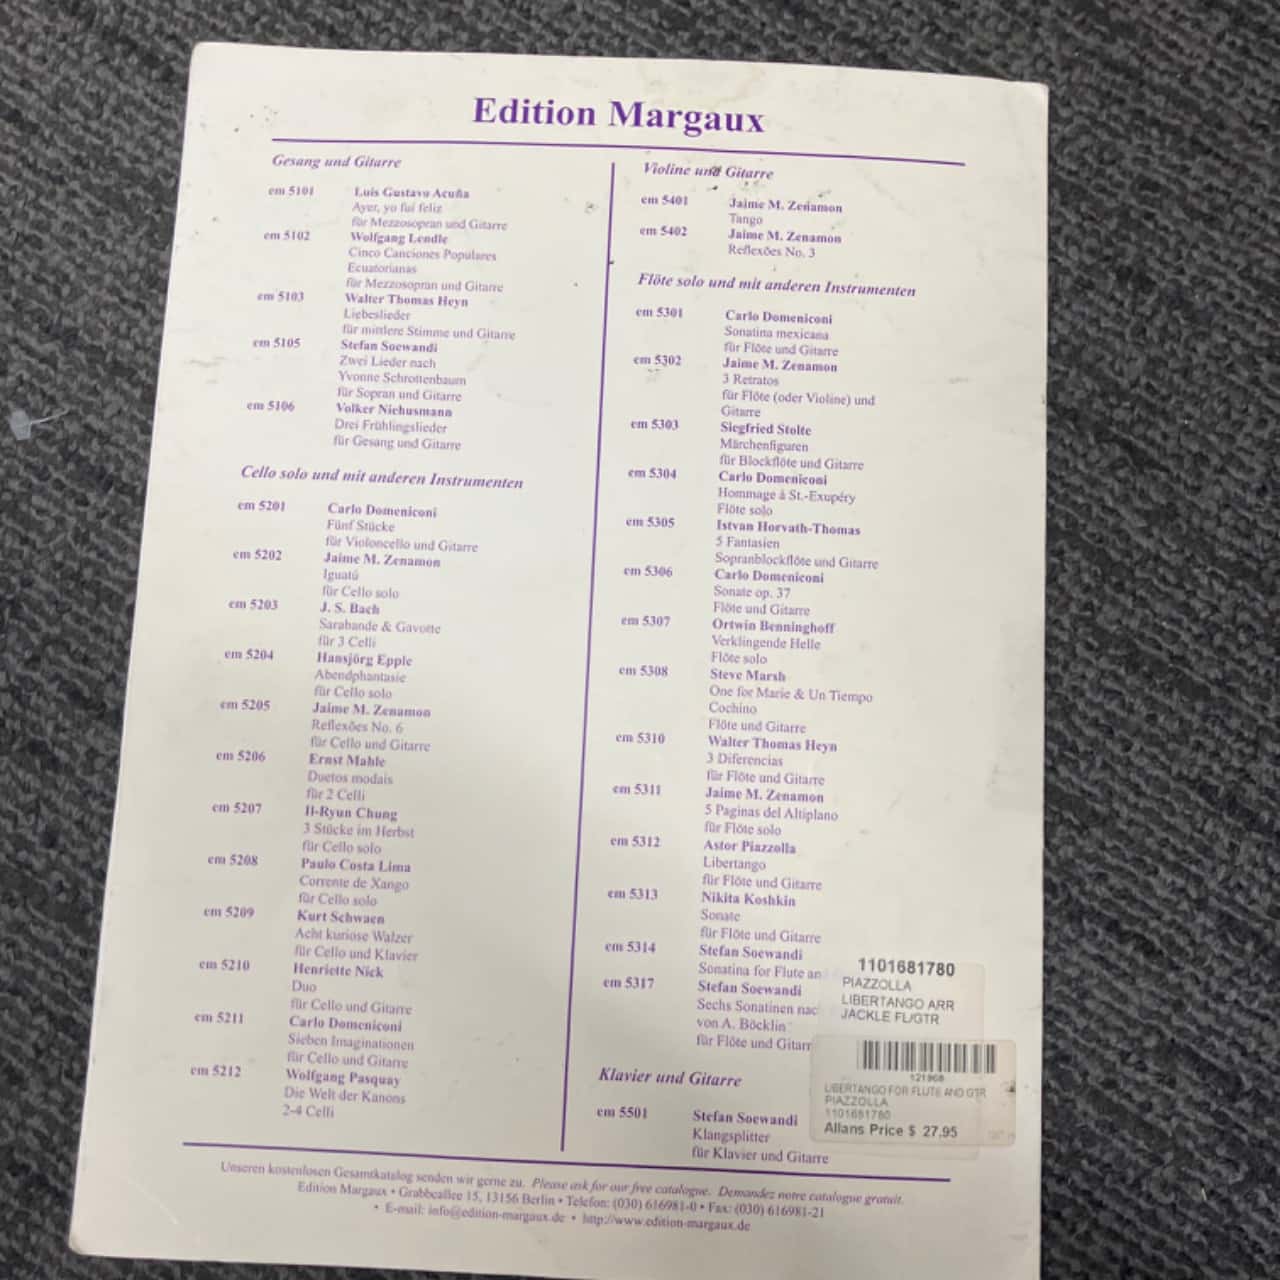 Edition Margaux
Gesang und Gitarre
em 5101 Luis Gustavo Acuña
Ayer, yo fui feliz
für Mezzosopran und Gitarre
em 5102 Wolfgang Lendle
Cinco Canciones Populares
Ecuatorianas
für Mezzosopran und Gitarre
em 5103 Walter Thomas Heyn
Liebeslieder
für mittlere Stimme und Gitarre
em 5105 Stefan Soewandi
Zwei Lieder nach
Yvonne Schrottenbaum
für Sopran und Gitarre
em 5106 Volker Niehusmann
Drei Frühlingslieder
für Gesang und Gitarre
Cello solo und mit anderen Instrumenten
em 5201 Carlo Domeniconi
Fünf Stücke
für Violoncello und Gitarre
em 5202 Jaime M. Zenamon
Iguatú
für Cello solo
em 5203 J. S. Bach
Sarabande & Gavotte
für 3 Celli
em 5204 Hansjörg Epple
Abendphantasie
für Cello solo
em 5205 Jaime M. Zenamon
Reflexões No. 6
für Cello und Gitarre
em 5206 Ernst Mahle
Duetos modais
für 2 Celli
em 5207 Il-Ryun Chung
3 Stücke im Herbst
für Cello solo
em 5208 Paulo Costa Lima
Corrente de Xango
für Cello solo
em 5209 Kurt Schwaen
Acht kuriose Walzer
für Cello und Klavier
em 5210 Henriette Nick
Duo
für Cello und Gitarre
em 5211 Carlo Domeniconi
Sieben Imaginationen
für Cello und Gitarre
em 5212 Wolfgang Pasquay
Die Welt der Kanons
2-4 Celli
Violine und Gitarre
em 5401 Jaime M. Zenamon
Tango
em 5402 Jaime M. Zenamon
Reflexões No. 3
Flöte solo und mit anderen Instrumenten
em 5301 Carlo Domeniconi
Sonatina mexicana
für Flöte und Gitarre
em 5302 Jaime M. Zenamon
3 Retratos
für Flöte (oder Violine) und
Gitarre
em 5303 Siegfried Stolte
Märchenfiguren
für Blockflöte und Gitarre
em 5304 Carlo Domeniconi
Hommage à St.-Exupéry
Flöte solo
em 5305 Istvan Horvath-Thomas
5 Fantasien
Sopranblockflöte und Gitarre
em 5306 Carlo Domeniconi
Sonate op. 37
Flöte und Gitarre
em 5307 Ortwin Benninghoff
Verklingende Helle
Flöte solo
em 5308 Steve Marsh
One for Marie & Un Tiempo
Cochino
Flöte und Gitarre
em 5310 Walter Thomas Heyn
3 Diferencias
für Flöte und Gitarre
em 5311 Jaime M. Zenamon
5 Paginas del Altiplano
für Flöte solo
em 5312 Astor Piazzolla
Libertango
für Flöte und Gitarre
em 5313 Nikita Koshkin
Sonate
für Flöte und Gitarre
em 5314 Stefan Soewandi
Sonatina for Flute an
em 5317 Stefan Soewandi
Sechs Sonatinen nac
von A. Böcklin
für Flöte und Gitarr
Klavier und Gitarre
em 5501 Stefan Soewandi
Klangsplitter
für Klavier und Gitarre
1101681780
PIAZZOLLA
LIBERTANGO ARR
JACKLE FL/GTR
121968
LIBERTANGO FOR FLUTE AND GTR
PIAZZOLLA
1101681780
Allans Price $ 27.95
Unseren kostenlosen Gesamtkatalog senden wir gerne zu. Please ask for our free catalogue. Demandez notre catalogue gratuit.
Edition Margaux • Grabbeallee 15, 13156 Berlin • Telefon: (030) 616981-0 • Fax: (030) 616981-21
• E-mail: info@edition-margaux.de • http://www.edition-margaux.de